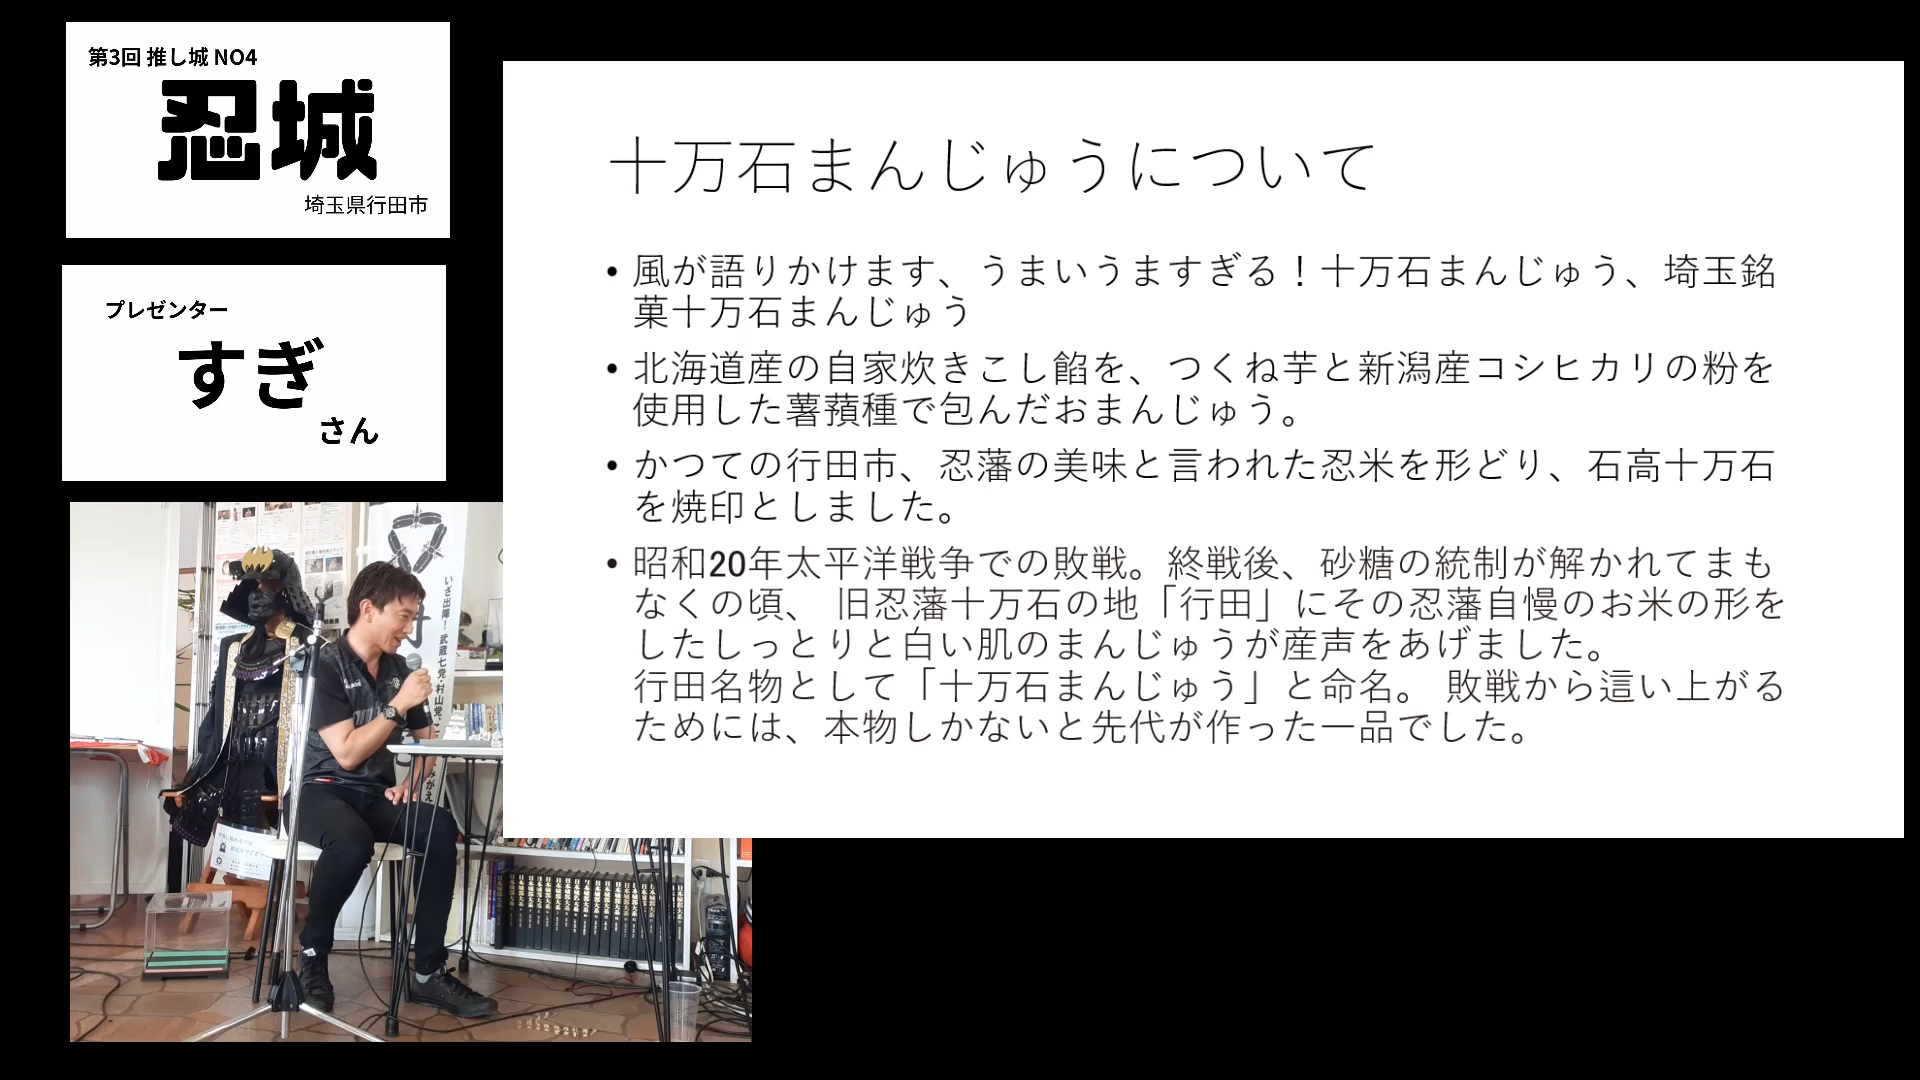 第3回 推し城 NO4
忍城
埼玉県行田市
プレゼンター
すぎ
さん
十万石まんじゅうについて
• 風が語りかけます、うまいうますぎる！十万石まんじゅう、埼玉銘
菓十万石まんじゅう
• 北海道産の自家炊きこし餡を、つくね芋と新潟産コシヒカリの粉を
使用した薯蕷種で包んだおまんじゅう。
• かつての行田市、忍藩の美味と言われた忍米を形どり、石高十万石
を焼印としました。
• 昭和20年太平洋戦争での敗戦。終戦後、砂糖の統制が解かれてまも
なくの頃、 旧忍藩十万石の地「行田」にその忍藩自慢のお米の形を
したしっとりと白い肌のまんじゅうが産声をあげました。
行田名物として「十万石まんじゅう」と命名。 敗戦から這い上がる
ためには、本物しかないと先代が作った一品でした。
いざ出陣！武蔵七党・村山党、
日本城郭大系